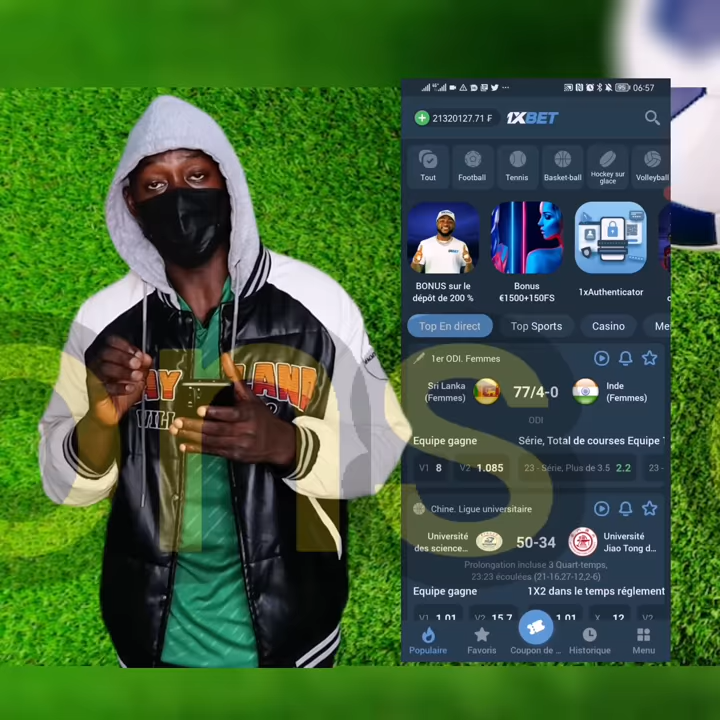 06:57
21320127.71 ₣
1XBET
Tout
Football
Tennis
Basket-ball
Hockey sur
glace
Volleyball
BONUS sur le
dépôt de 200 %
Bonus
€1500+150FS
1xAuthenticator
Top En direct
Top Sports
Casino
Me
1er ODI. Femmes
Sri Lanka
(Femmes)
77/4-0
Inde
(Femmes)
ODI
Equipe gagne
Série, Total de courses Equipe 1
V1 8
V2 1.085
23 - Série, Plus de 3.5 2.2
23 -
Chine. Ligue universitaire
Université
des science...
50-34
Université
Jiao Tong d...
Prolongation incluse 3 Quart-temps,
23:23 écoulées (21-16,27-12,2-6)
Equipe gagne
1X2 dans le temps réglement
V1 1.01
V2 15.7
1.01
X 12
V2
Populaire
Favoris
Coupon de ...
Historique
Menu
LAND
ons